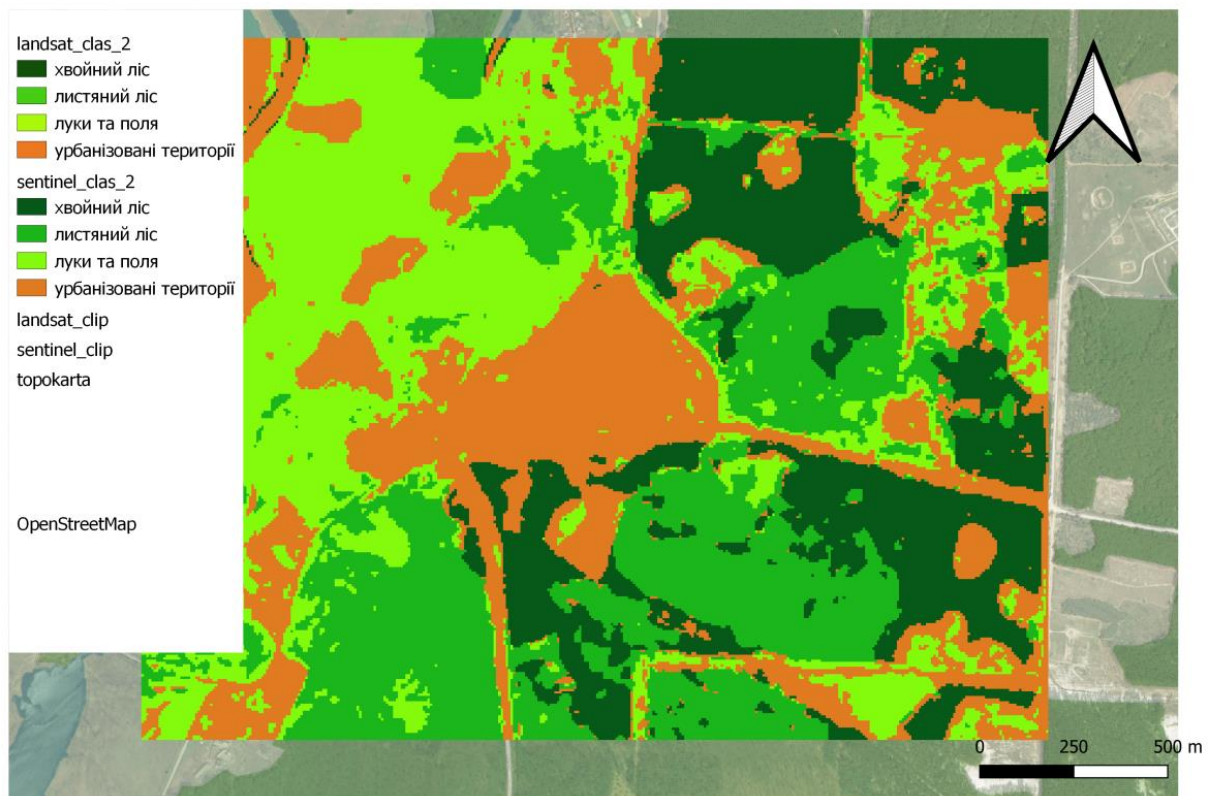 landsat_clas_2
хвойний ліс
листяний ліс
луки та поля
урбанізовані території
sentinel_clas_2
хвойний ліс
листяний ліс
луки та поля
урбанізовані території
landsat_clip
sentinel_clip
topokarta
OpenStreetMap
0 250 500 m